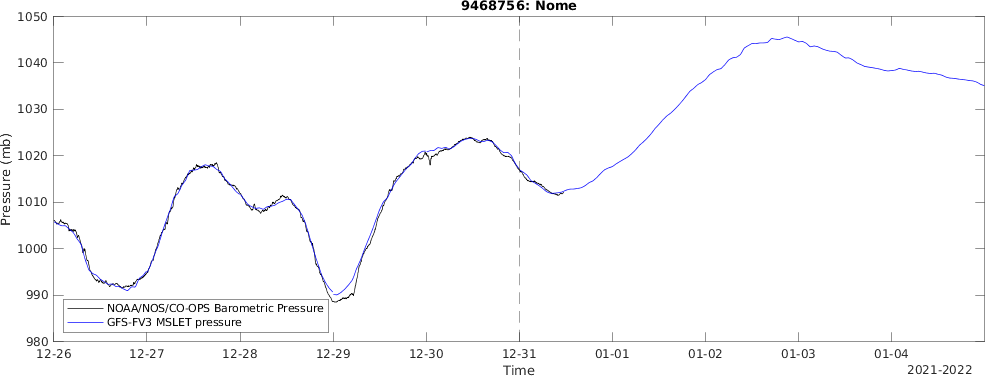 9468756: Nome
1050
1040
1030
1020
1010
1000
990
980
Pressure (mb)
NOAA/NOS/CO-OPS Barometric Pressure
GFS-FV3 MSLET pressure
12-26 12-27 12-28 12-29 12-30 12-31 01-01 01-02 01-03 01-04
Time
2021-2022